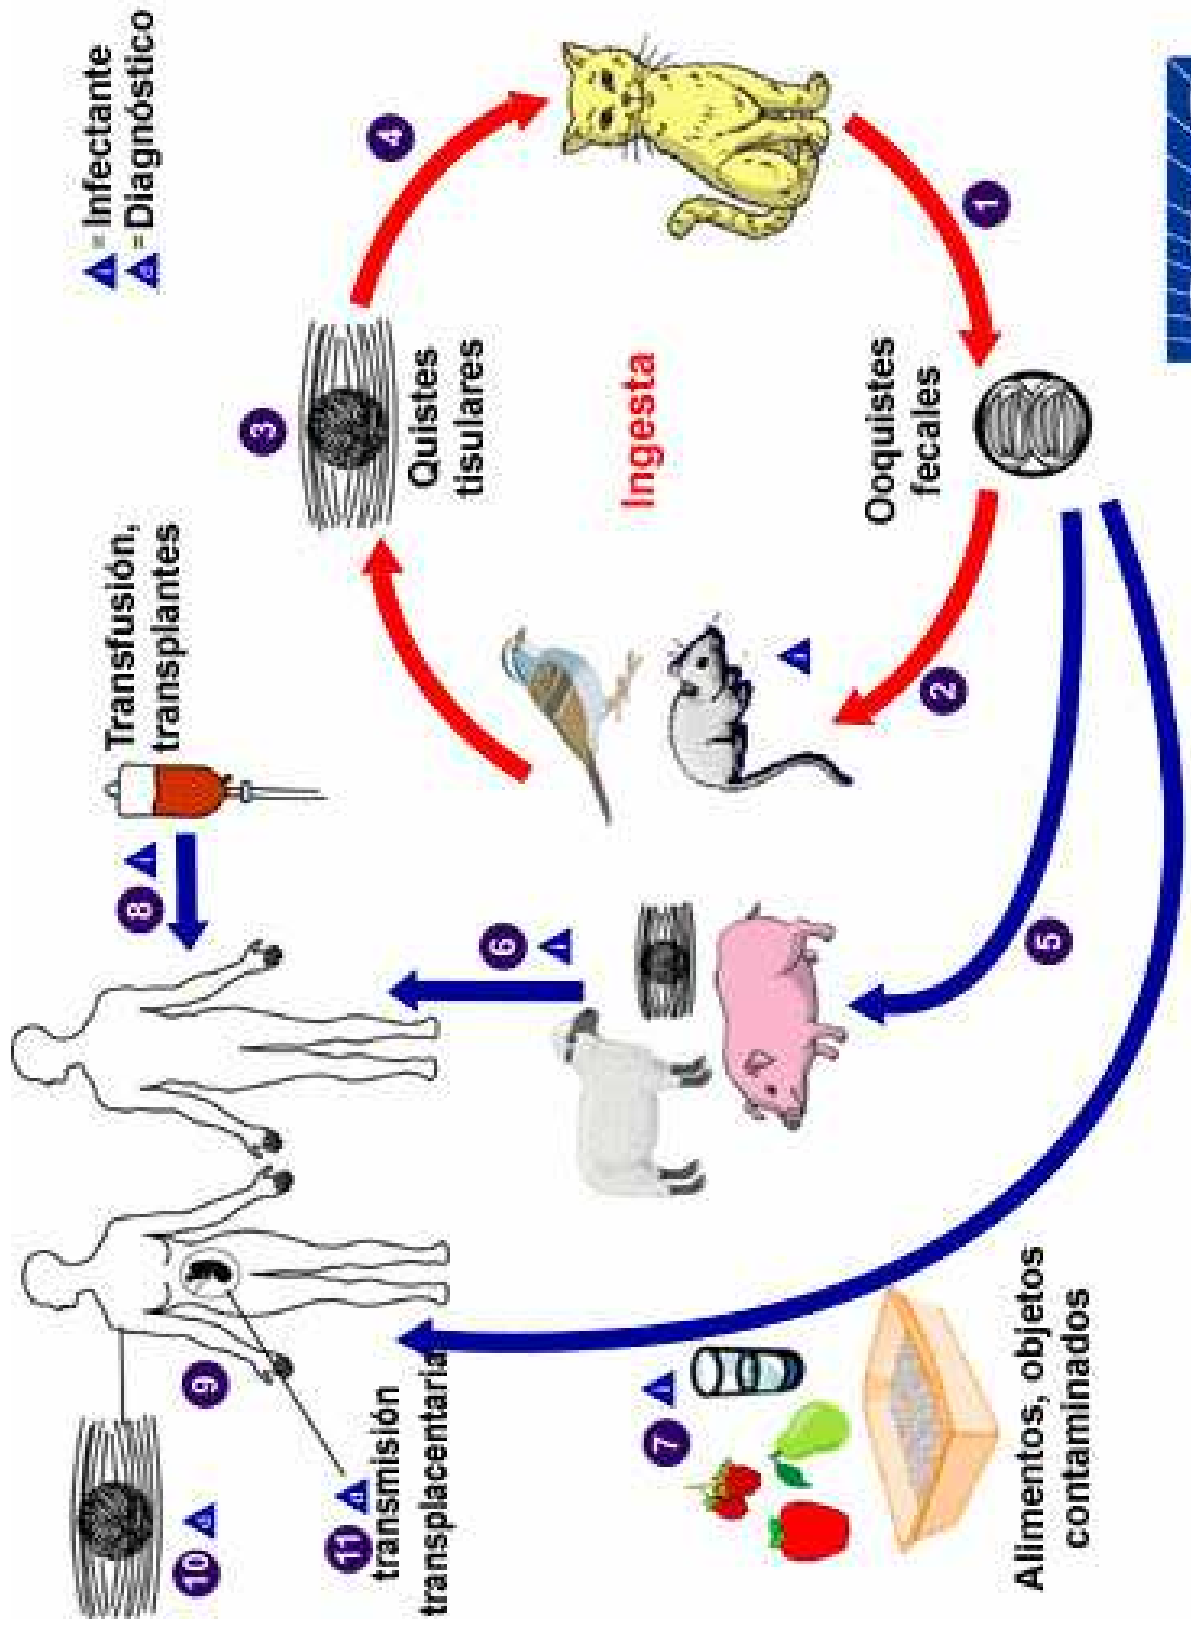 i = Infectante
d = Diagnóstico
Transfusión,
transplantes
8
i
3
4
Quistes
tisulares
Ingesta
Ooquistes
fecales
1
2
i
6
i
5
9
10
d
11
d
transmisión
transplacentaria
7
i
Alimentos, objetos
contaminados